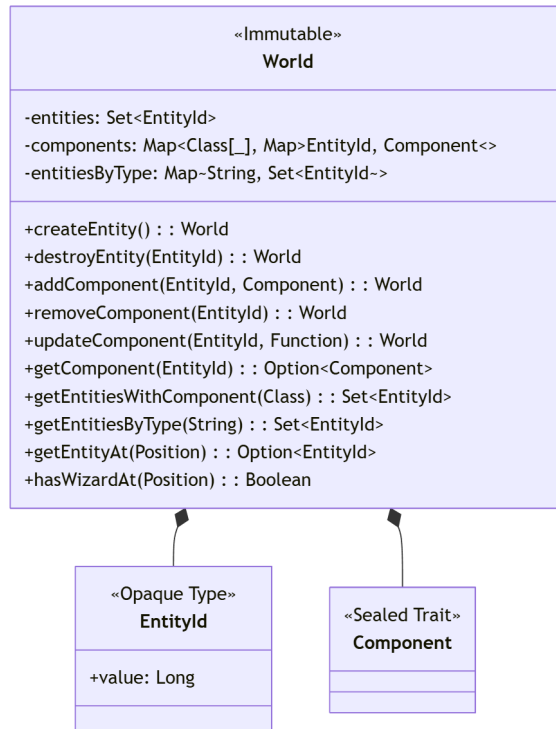 «Immutable»
World
-entities: Set<EntityId>
-components: Map<Class[_], Map>EntityId, Component<>
-entitiesByType: Map~String, Set<EntityId~>
+createEntity() : : World
+destroyEntity(EntityId) : : World
+addComponent(EntityId, Component) : : World
+removeComponent(EntityId) : : World
+updateComponent(EntityId, Function) : : World
+getComponent(EntityId) : : Option<Component>
+getEntitiesWithComponent(Class) : : Set<EntityId>
+getEntitiesByType(String) : : Set<EntityId>
+getEntityAt(Position) : : Option<EntityId>
+hasWizardAt(Position) : : Boolean
«Opaque Type»
EntityId
+value: Long
«Sealed Trait»
Component